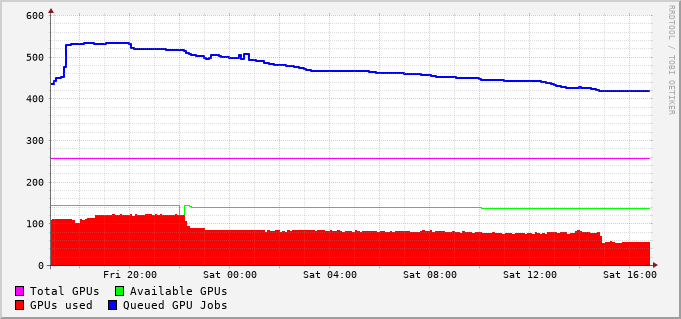 RRDTOOL / TOBI OETIKER
600
500
400
300
200
100
0
Fri 20:00 Sat 00:00 Sat 04:00 Sat 08:00 Sat 12:00 Sat 16:00
Total GPUs Available GPUs
GPUs used Queued GPU Jobs